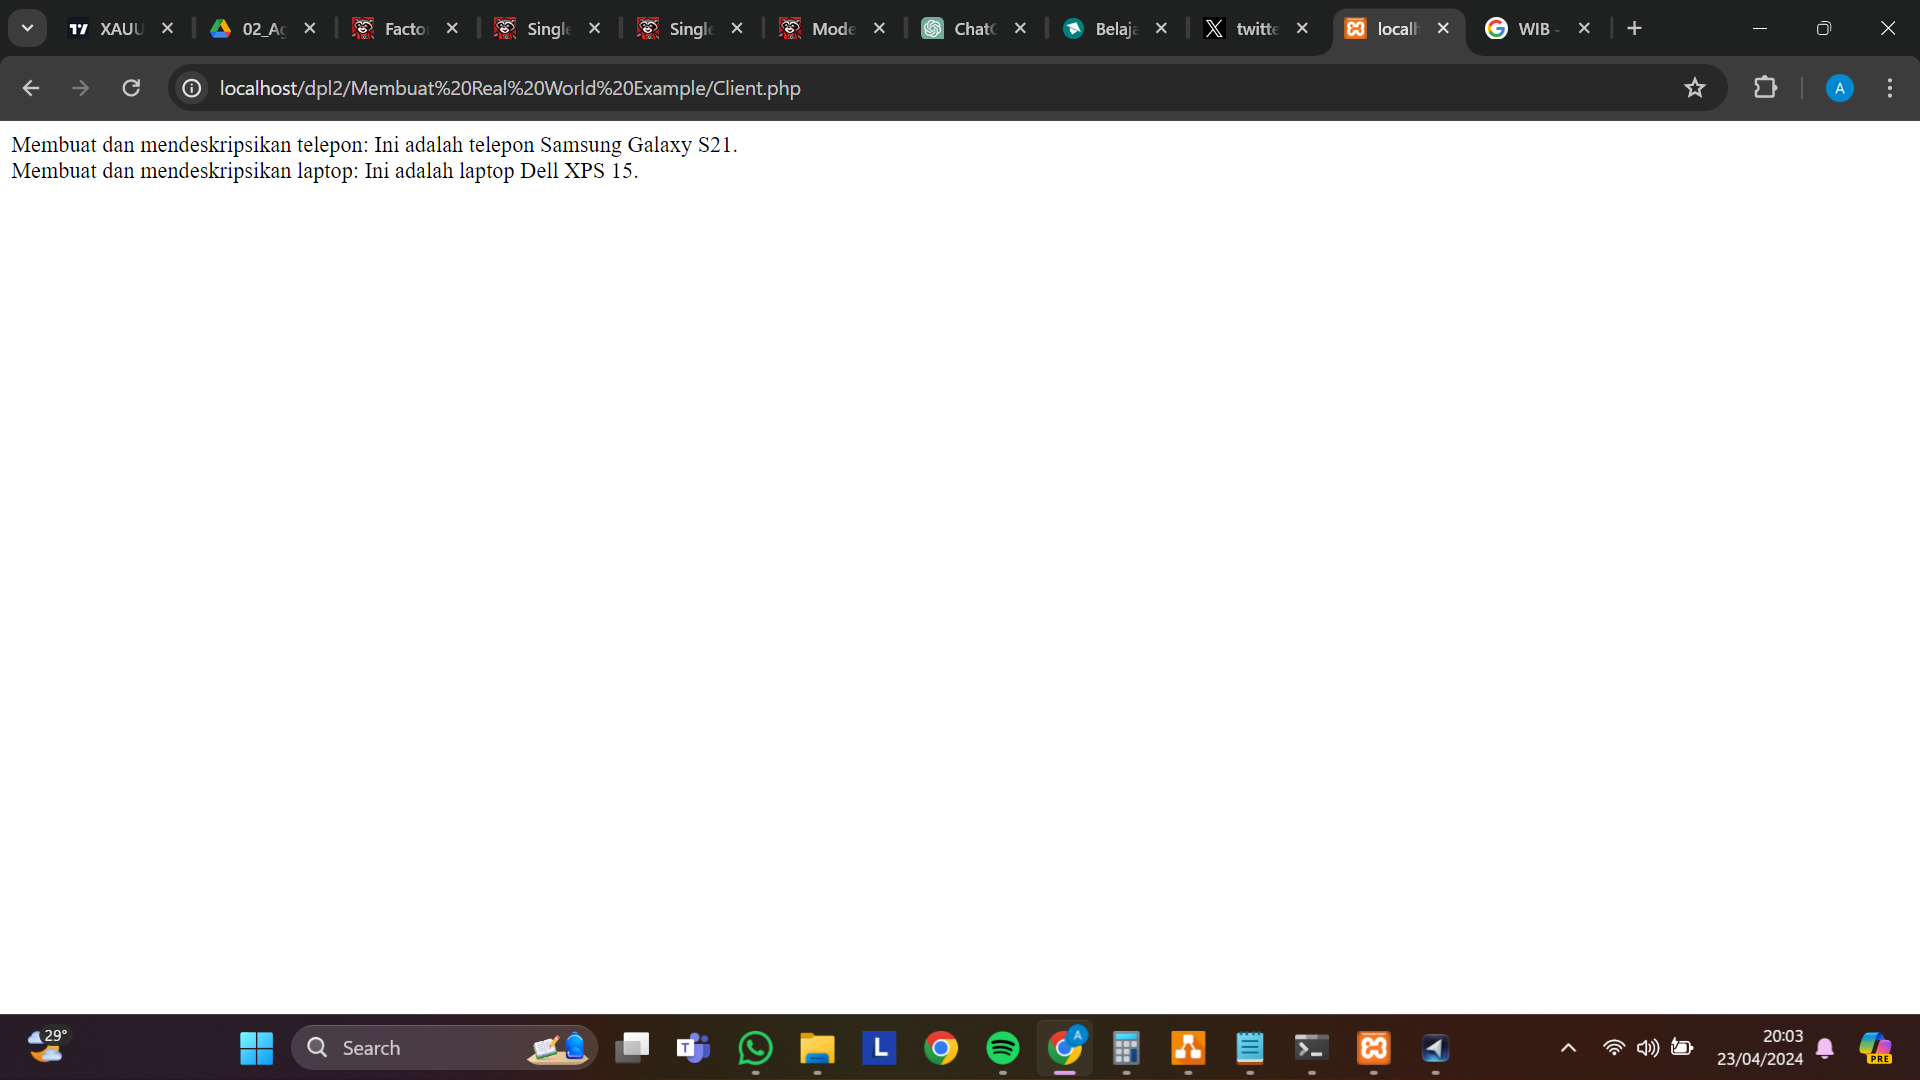 XAUU
02_Ag
Facto
Single
Single
Mode
ChatG
Belaja
twitte
localh
WIB -
localhost/dpl2/Membuat%20Real%20World%20Example/Client.php
A
Membuat dan mendeskripsikan telepon: Ini adalah telepon Samsung Galaxy S21.
Membuat dan mendeskripsikan laptop: Ini adalah laptop Dell XPS 15.
29°
Search
L
A
20:03
23/04/2024
PRE